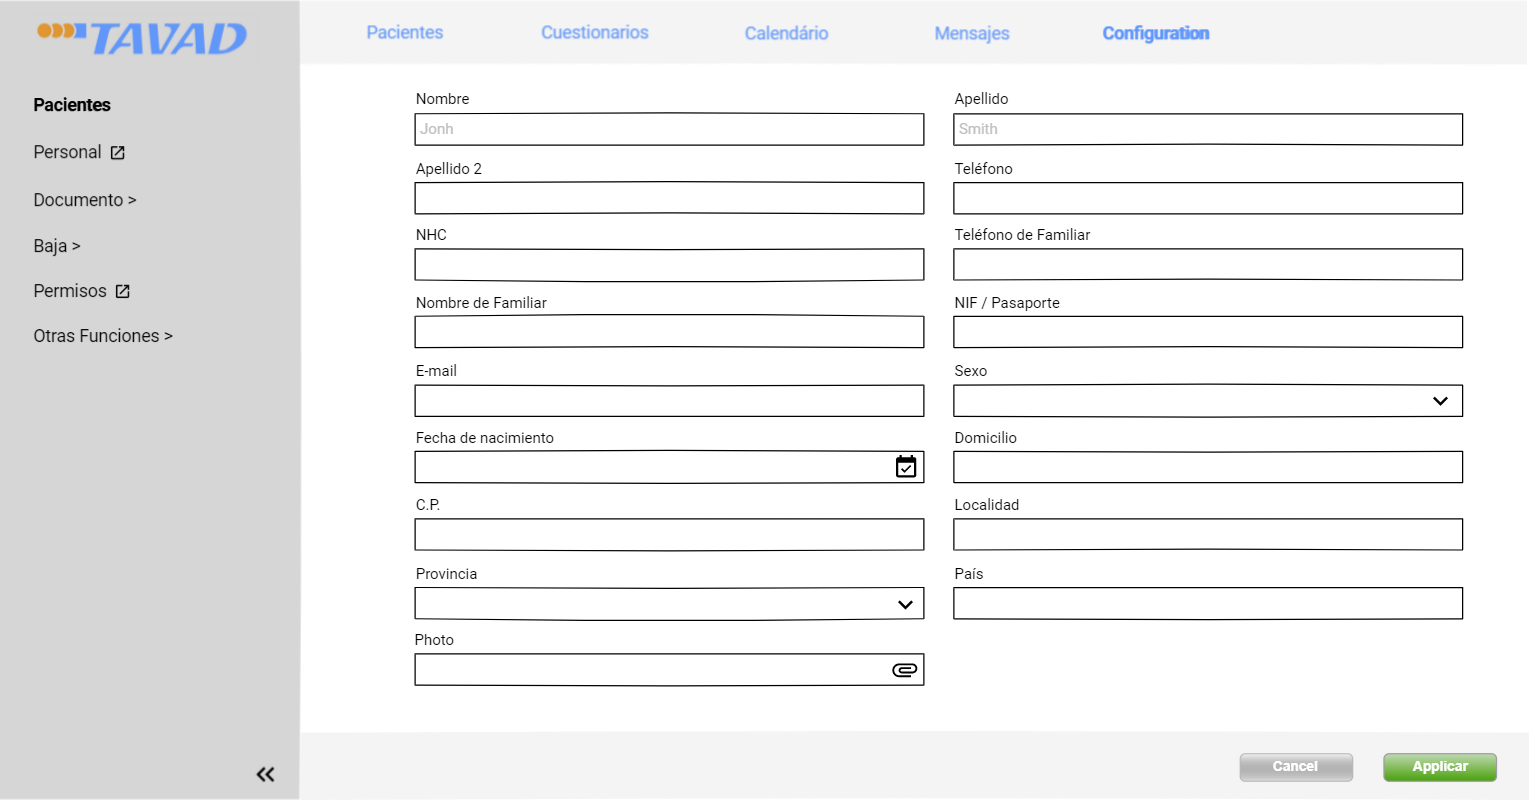 TAVAD
Pacientes
Cuestionarios
Calendário
Mensajes
Configuration
Pacientes
Personal
Documento >
Baja >
Permisos
Otras Funciones >
Nombre
Jonh
Apellido
Smith
Apellido 2
Teléfono
NHC
Teléfono de Familiar
Nombre de Familiar
NIF / Pasaporte
E-mail
Sexo
Fecha de nacimiento
Domicilio
C.P.
Localidad
Provincia
País
Photo
Cancel
Applicar